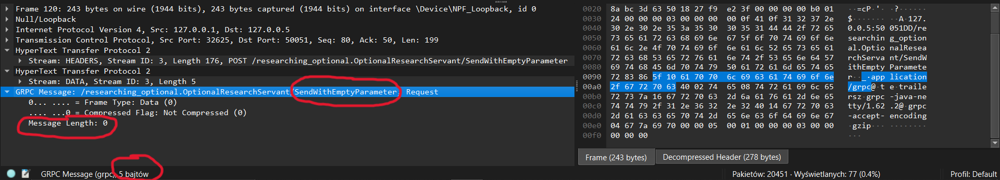 Frame 120: 243 bytes on wire (1944 bits), 243 bytes captured (1944 bits) on interface \Device\NPF_Loopback, id 0
Null/Loopback
Internet Protocol Version 4, Src: 127.0.0.1, Dst: 127.0.0.5
Transmission Control Protocol, Src Port: 32625, Dst Port: 50051, Seq: 80, Ack: 50, Len: 199
HyperText Transfer Protocol 2
Stream: HEADERS, Stream ID: 3, Length 176, POST /researching_optional.OptionalResearchServant/SendWithEmptyParameter
HyperText Transfer Protocol 2
Stream: DATA, Stream ID: 3, Length 5
GRPC Message: /researching_optional.OptionalResearchServant/SendWithEmptyParameter, Request
0... .... = Frame Type: Data (0)
.... ...0 = Compressed Flag: Not Compressed (0)
Message Length: 0
0020 8a bc 3d 63 50 18 27 f9 e2 3f 00 00 00 00 b0 01 ··=cP·'· ·?······
0030 24 00 00 00 03 00 00 00 00 0f 41 0f 31 32 37 2e $······· ··A·127.
0040 30 2e 30 2e 35 3a 35 30 30 35 31 44 44 2f 72 65 0.0.5:50 051DD/re
0050 73 65 61 72 63 68 69 6e 67 5f 6f 70 74 69 6f 6e searchin g_option
0060 61 6c 2e 4f 70 74 69 6f 6e 61 6c 52 65 73 65 61 al.Optio nalResea
0070 72 63 68 53 65 72 76 61 6e 74 2f 53 65 6e 64 57 rchServa nt/SendW
0080 69 74 68 45 6d 70 74 79 50 61 72 61 6d 65 74 65 ithEmpty Paramete
0090 72 83 86 5f 10 61 70 70 6c 69 63 61 74 69 6f 6e r··_·app lication
00a0 2f 67 72 70 63 40 02 74 65 08 74 72 61 69 6c 65 /grpc@·t e·traile
00b0 72 73 7a 16 67 72 70 63 2d 6a 61 76 61 2d 6e 65 rsz·grpc -java-ne
00c0 74 74 79 2f 31 2e 36 32 2e 32 40 14 67 72 70 63 tty/1.62 .2@·grpc
00d0 2d 61 63 63 65 70 74 2d 65 6e 63 6f 64 69 6e 67 -accept- encoding
00e0 04 67 7a 69 70 00 00 05 00 01 00 00 00 03 00 00 ·gzip··· ········
00f0 00 00 00 ···
Frame (243 bytes) Decompressed Header (278 bytes)
GRPC Message (grpc), 5 bajtów Pakietów: 20451 · Wyświetlanych: 77 (0.4%) Profil: Default